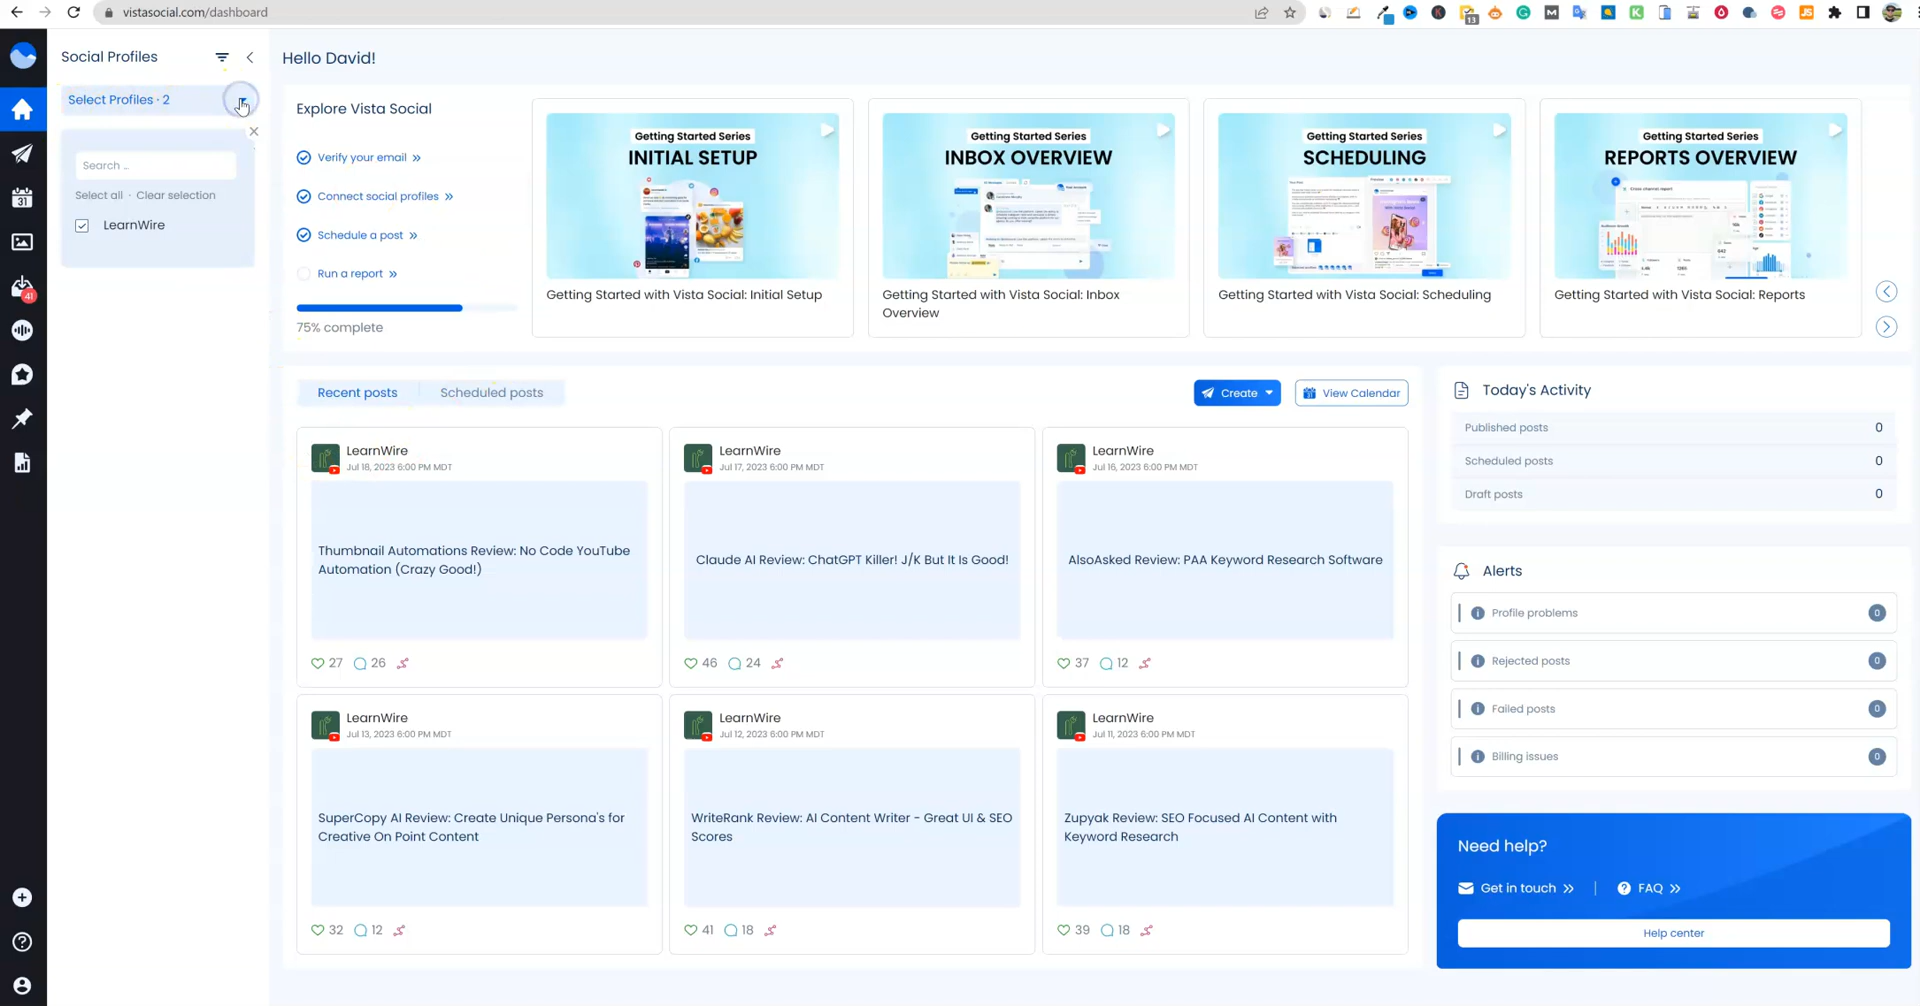 vistasocial.com/dashboard
13
Social Profiles
Hello David!
Select Profiles · 2
Search ..
Select all · Clear selection
LearnWire
31
41
Explore Vista Social
Verify your email »
Connect social profiles »
Schedule a post »
Run a report »
75% complete
Getting Started Series
INITIAL SETUP
Getting Started with Vista Social: Initial Setup
Getting Started Series
INBOX OVERVIEW
Getting Started with Vista Social: Inbox
Overview
Getting Started Series
SCHEDULING
Getting Started with Vista Social: Scheduling
Getting Started Series
REPORTS OVERVIEW
Getting Started with Vista Social: Reports
Recent posts
Scheduled posts
Create
View Calendar
LearnWire
Jul 18, 2023 6:00 PM MDT
Thumbnail Automations Review: No Code YouTube
Automation (Crazy Good!)
27 26
LearnWire
Jul 17, 2023 6:00 PM MDT
Claude AI Review: ChatGPT Killer! J/K But It Is Good!
46 24
LearnWire
Jul 16, 2023 6:00 PM MDT
AlsoAsked Review: PAA Keyword Research Software
37 12
LearnWire
Jul 13, 2023 6:00 PM MDT
SuperCopy AI Review: Create Unique Persona's for
Creative On Point Content
32 12
LearnWire
Jul 12, 2023 6:00 PM MDT
WriteRank Review: AI Content Writer - Great UI & SEO
Scores
41 18
LearnWire
Jul 11, 2023 6:00 PM MDT
Zupyak Review: SEO Focused AI Content with
Keyword Research
39 18
Today's Activity
Published posts 0
Scheduled posts 0
Draft posts 0
Alerts
Profile problems 0
Rejected posts 0
Failed posts 0
Billing issues 0
Need help?
Get in touch » | FAQ »
Help center